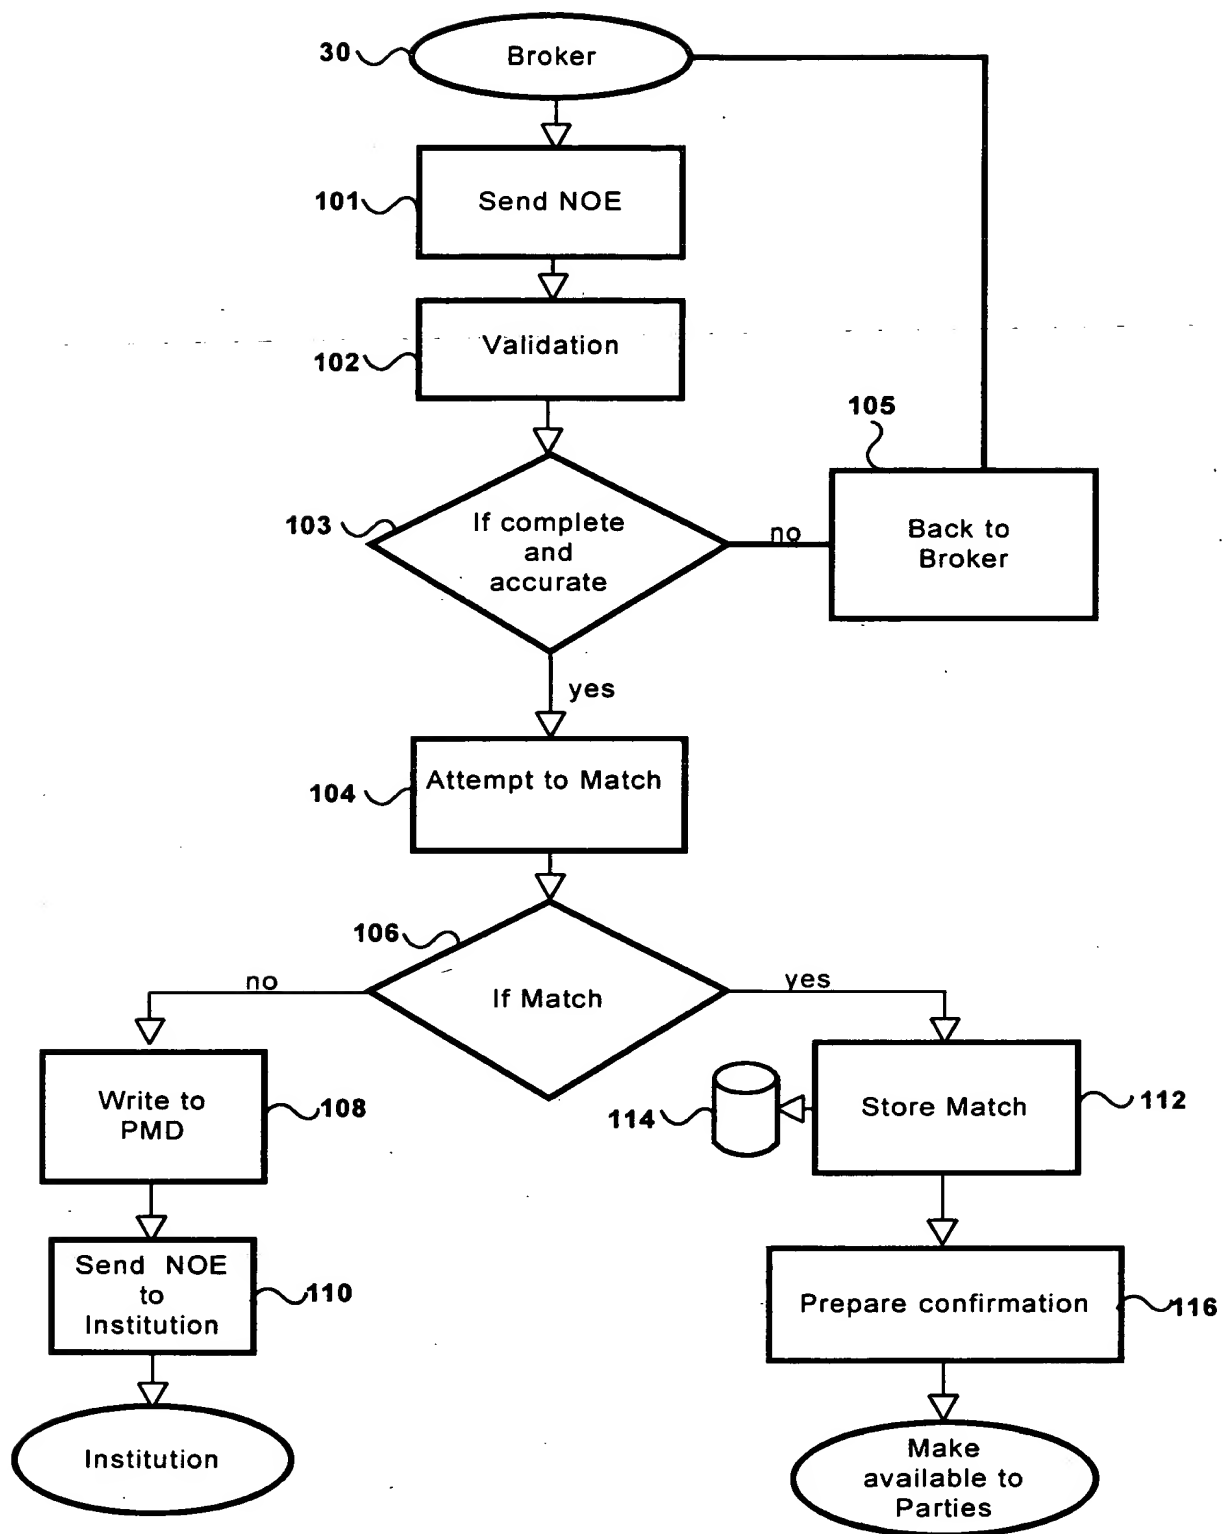 30
Broker
101
Send NOE
102
Validation
105
103
If complete
and
accurate
no
Back to
Broker
yes
104
Attempt to Match
106
no
If Match
yes
Write to
PMD
108
114
Store Match
112
Send NOE
to
Institution
110
Prepare confirmation
116
Institution
Make
available to
Parties